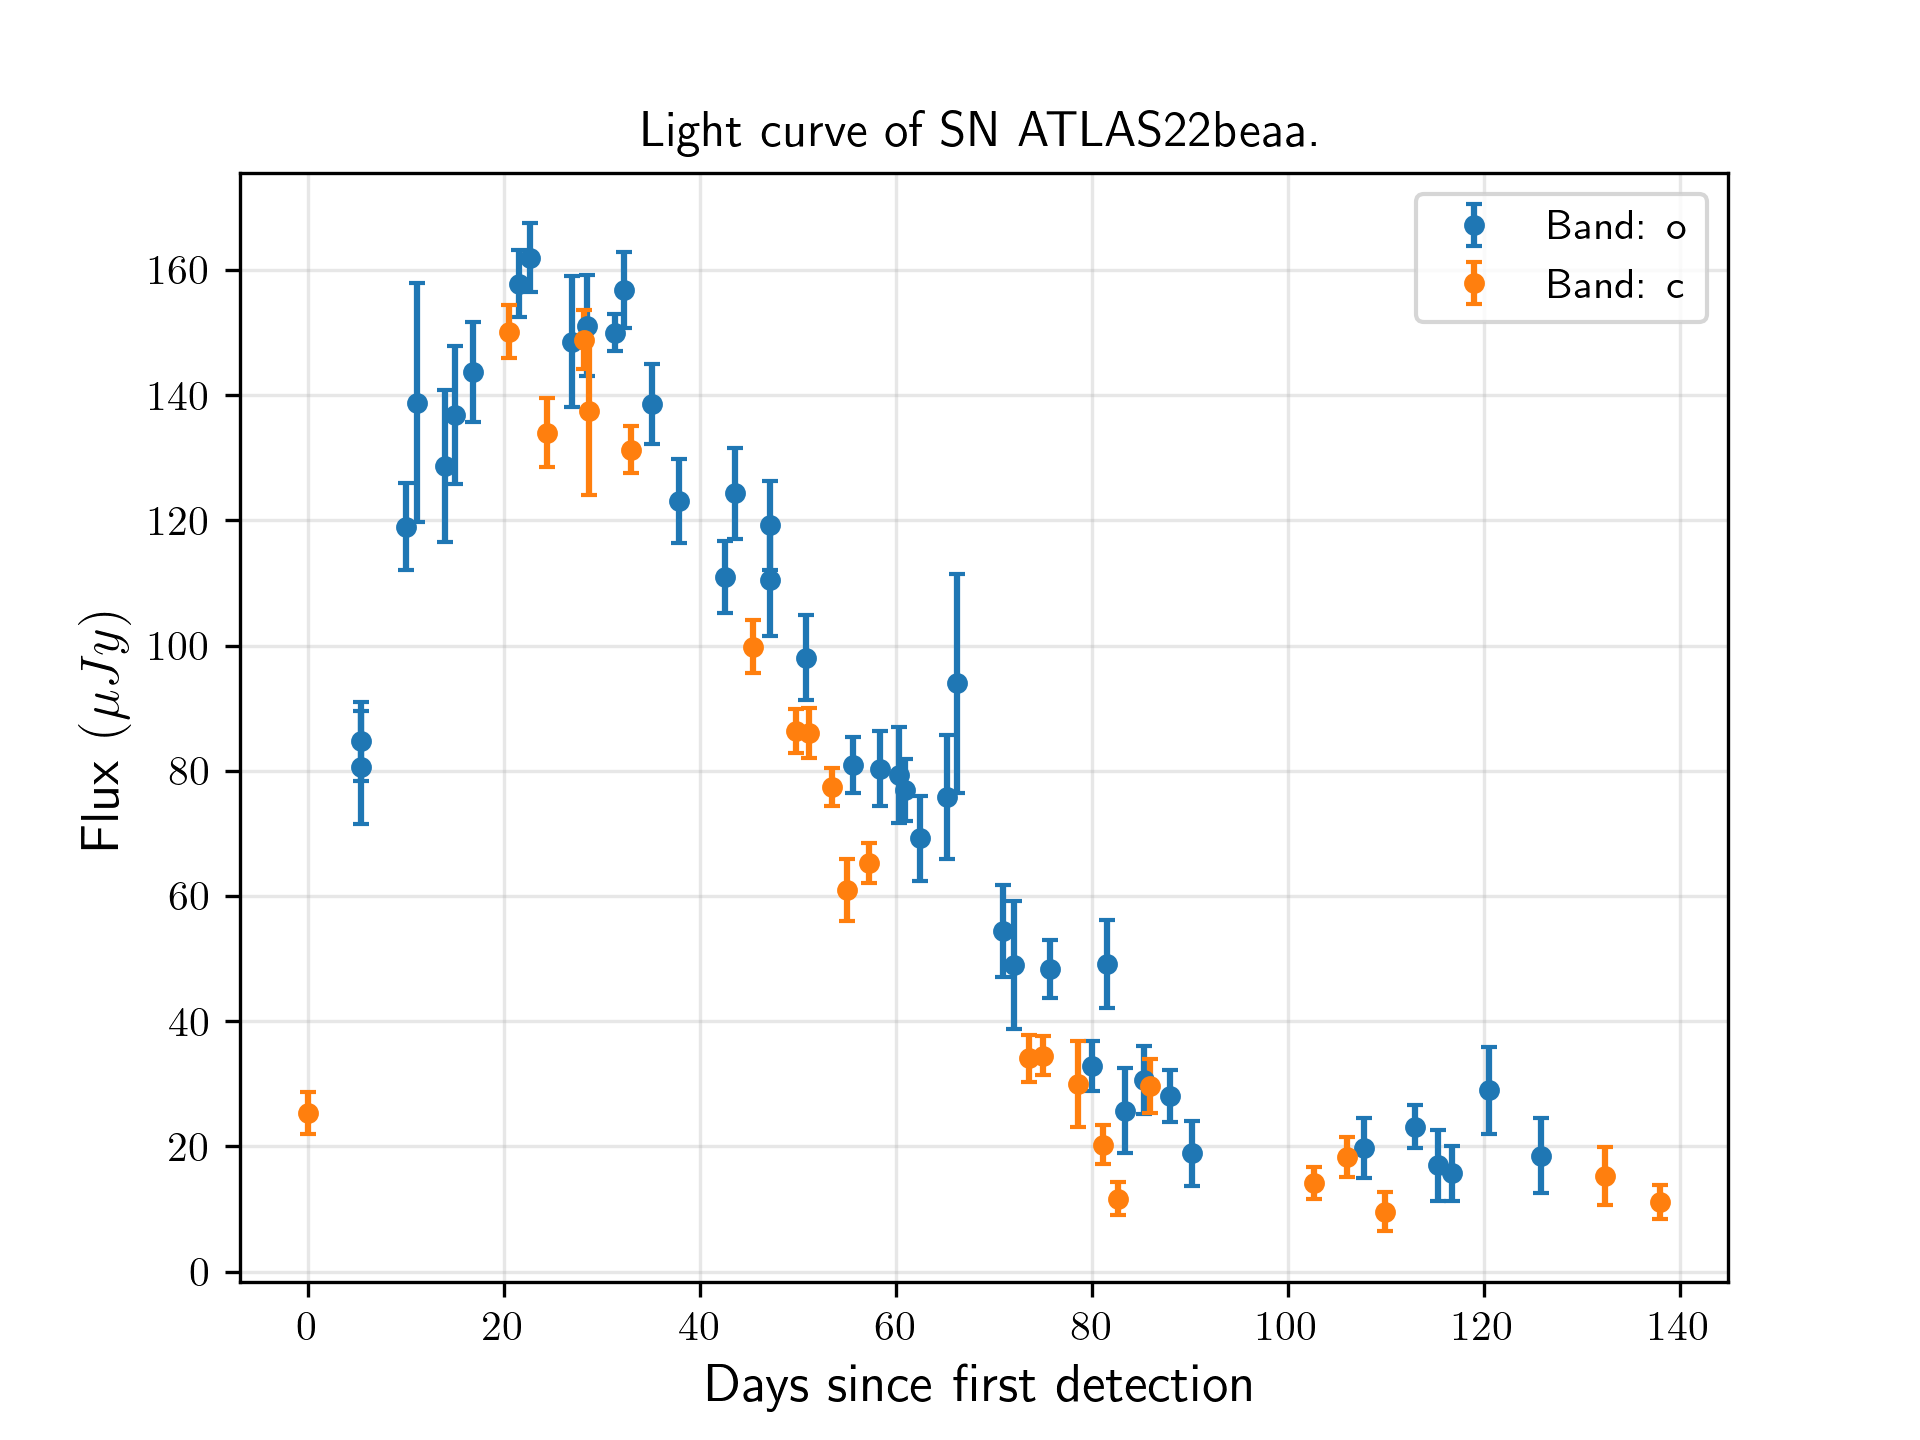 Light curve of SN ATLAS22beaa.
Band: o
Band: c
160
140
120
100
80
60
40
20
0
Flux (μJy)
0 20 40 60 80 100 120 140
Days since first detection